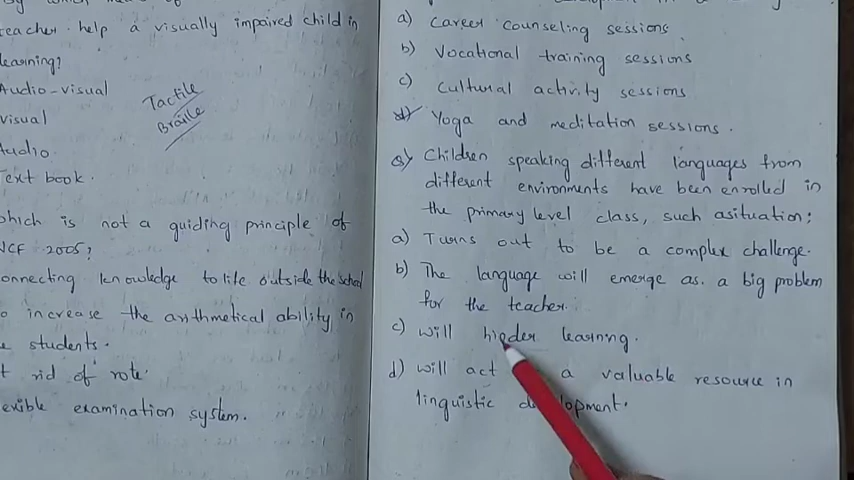 teacher help a visually impaired child in
learning?
Audio-visual
visual
Audio
Text book.
Tactile
Braille
which is not a guiding principle of
NCF 2005?
onnecting knowledge to life outside the school
o increase the arithmetical ability in
e students.
t rid of rote.
exible examination system.
a) Career counseling sessions
b) Vocational training sessions
c) Cultural activity sessions
d) Yoga and meditation sessions.
Q) Children speaking different languages from
different environments have been enrolled in
the primary level class, such asituation:
a) Turns out to be a complex challenge.
b) The language will emerge as a big problem
for the teacher.
c) will hinder learning.
d) will act a valuable resource in
linguistic